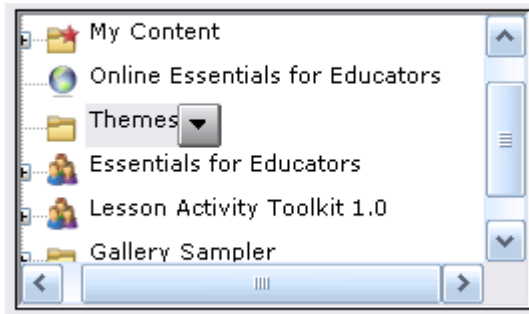 My Content
Online Essentials for Educators
Themes
Essentials for Educators
Lesson Activity Toolkit 1.0
Gallery Sampler